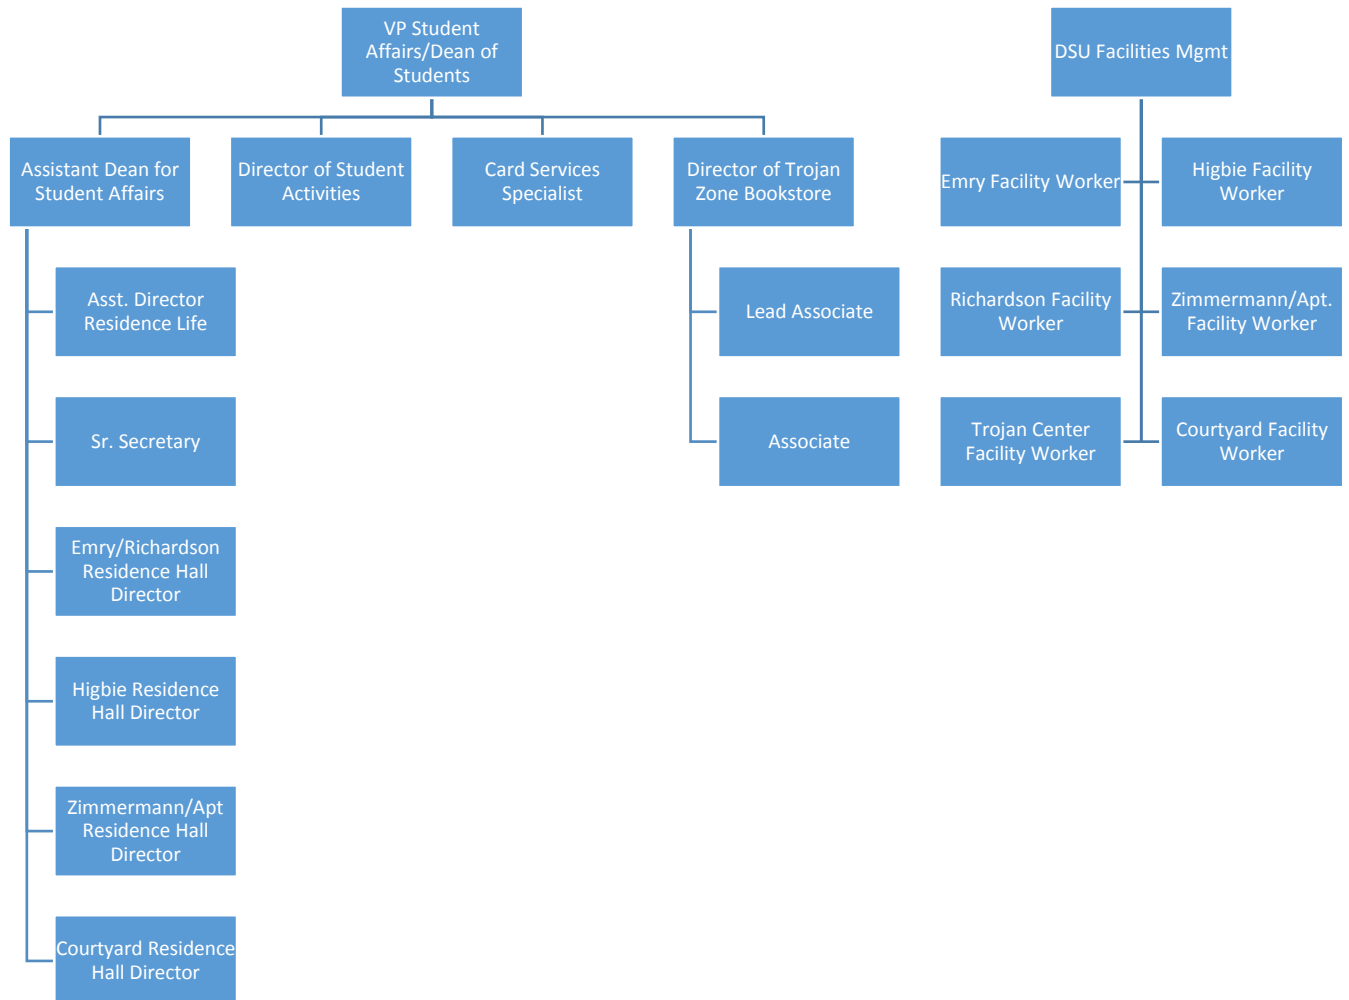 VP Student
Affairs/Dean of
Students
DSU Facilities Mgmt
Assistant Dean for
Student Affairs
Director of Student
Activities
Card Services
Specialist
Director of Trojan
Zone Bookstore
Emry Facility Worker
Higbie Facility
Worker
Asst. Director
Residence Life
Lead Associate
Richardson Facility
Worker
Zimmermann/Apt.
Facility Worker
Sr. Secretary
Associate
Trojan Center
Facility Worker
Courtyard Facility
Worker
Emry/Richardson
Residence Hall
Director
Higbie Residence
Hall Director
Zimmermann/Apt
Residence Hall
Director
Courtyard Residence
Hall Director